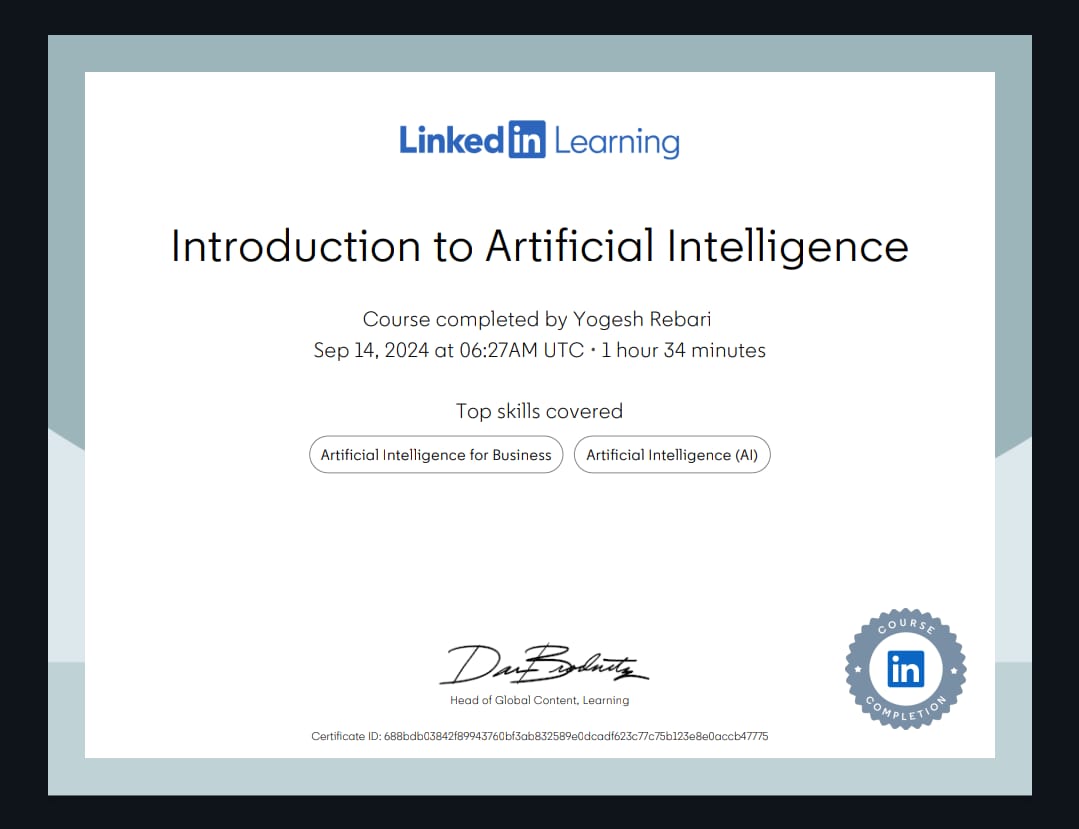 Linked in Learning
Introduction to Artificial Intelligence
Course completed by Yogesh Rebari
Sep 14, 2024 at 06:27AM UTC • 1 hour 34 minutes
Top skills covered
Artificial Intelligence for Business Artificial Intelligence (AI)
Dan Brodnitz
Head of Global Content, Learning
Certificate ID: 688bdb03842f89943760bf3ab832589e0dcadf623c77c75b123e8e0accb47775
COURSE
in
COMPLETION